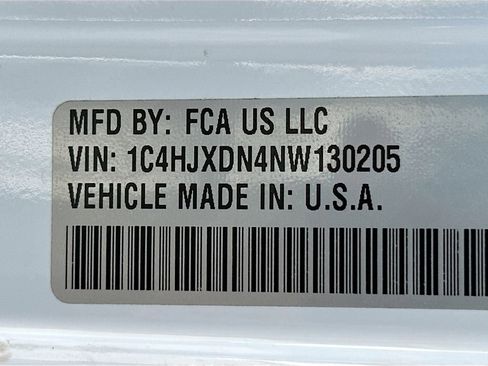 MFD BY: FCA US LLC
VIN: 1C4HJXDN4NW130205
VEHICLE MADE IN: U.S.A.